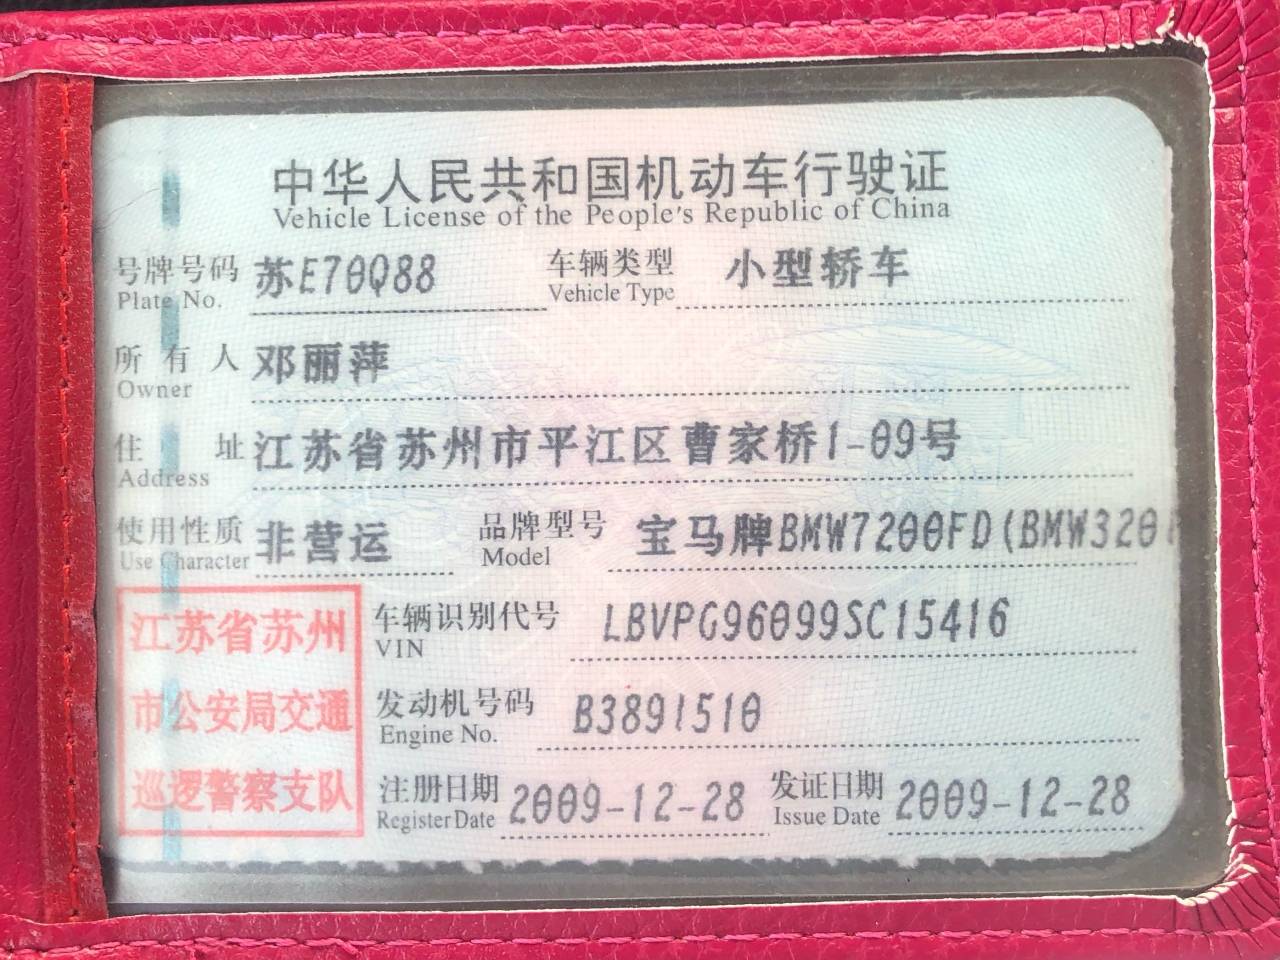 中华人民共和国机动车行驶证
Vehicle License of the People's Republic of China
号牌号码 苏E70Q88 车辆类型 小型轿车
Plate No. Vehicle Type
所有人 邓丽萍
Owner
住址 江苏省苏州市平江区曹家桥1-09号
Address
使用性质 非营运 品牌型号 宝马牌BMW7200FD(BMW320
Use Character Model
江苏省苏州 车辆识别代号 LBVPG96099SC15416
VIN
市公安局交通 发动机号码 B3891510
Engine No.
巡逻警察支队 注册日期 2009-12-28 发证日期 2009-12-28
Register Date Issue Date